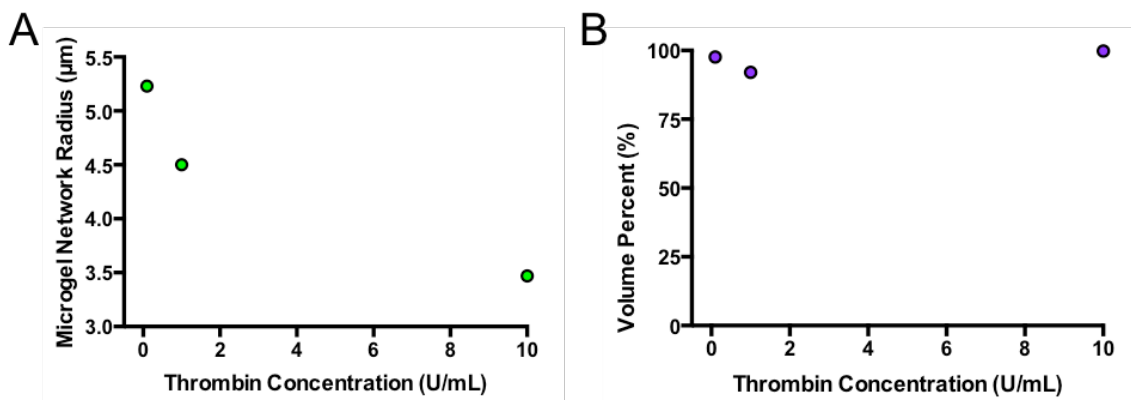 A
Microgel Network Radius (μm)
5.5
5.0
4.5
4.0
3.5
3.0
0 2 4 6 8 10
Thrombin Concentration (U/mL)
B
Volume Percent (%)
100
75
50
25
0
0 2 4 6 8 10
Thrombin Concentration (U/mL)